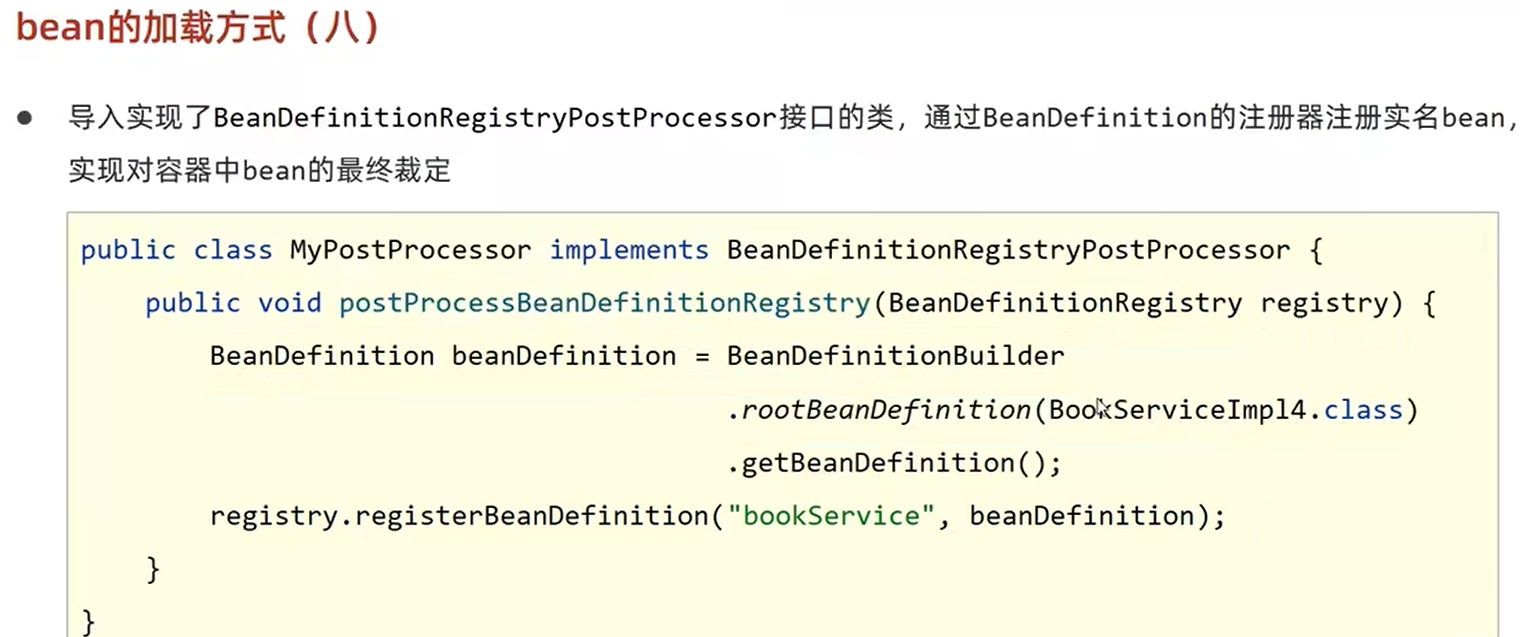 bean的加载方式（八）
● 导入实现了BeanDefinitionRegistryPostProcessor接口的类，通过BeanDefinition的注册器注册实名bean，
实现对容器中bean的最终裁定
public class MyPostProcessor implements BeanDefinitionRegistryPostProcessor {
    public void postProcessBeanDefinitionRegistry(BeanDefinitionRegistry registry) {
        BeanDefinition beanDefinition = BeanDefinitionBuilder
                                        .rootBeanDefinition(BookServiceImpl4.class)
                                        .getBeanDefinition();
        registry.registerBeanDefinition("bookService", beanDefinition);
    }
}